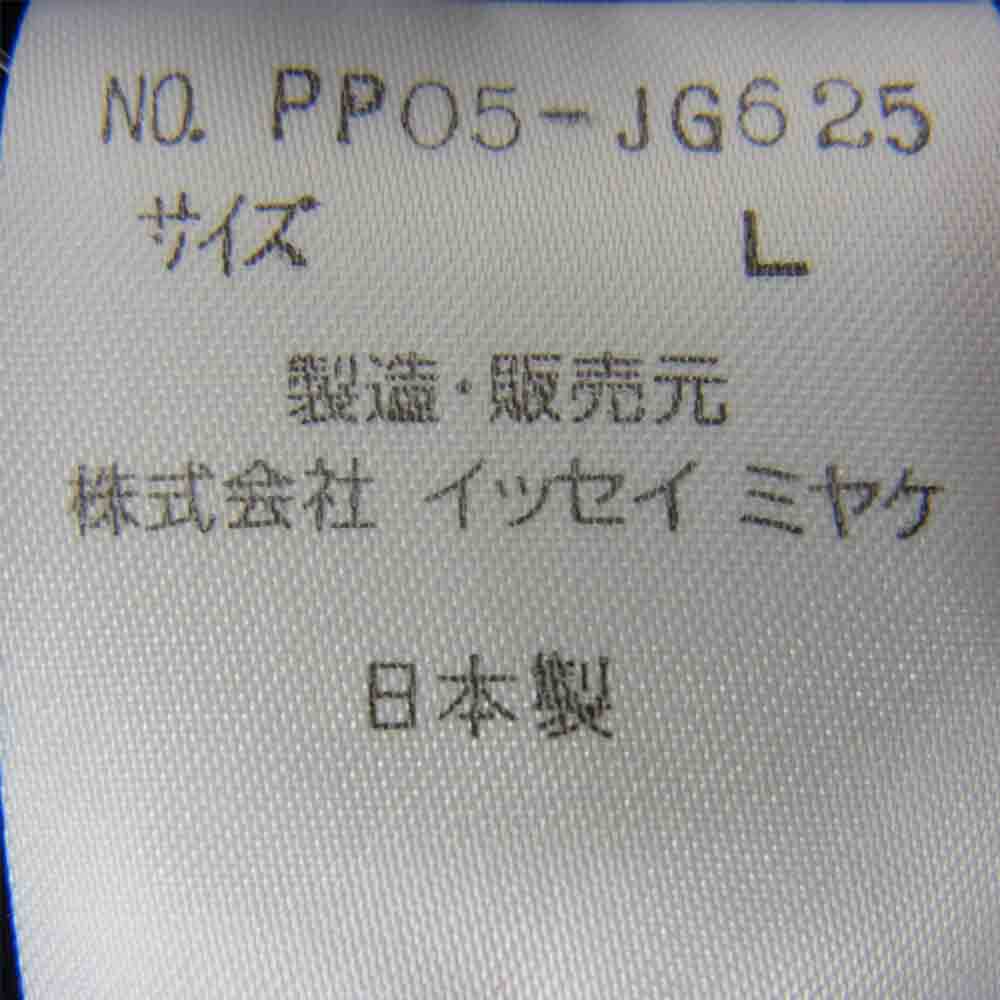 NO. PP05-JG625
サイズ L
製造・販売元
株式会社 イッセイ ミヤケ
日本製